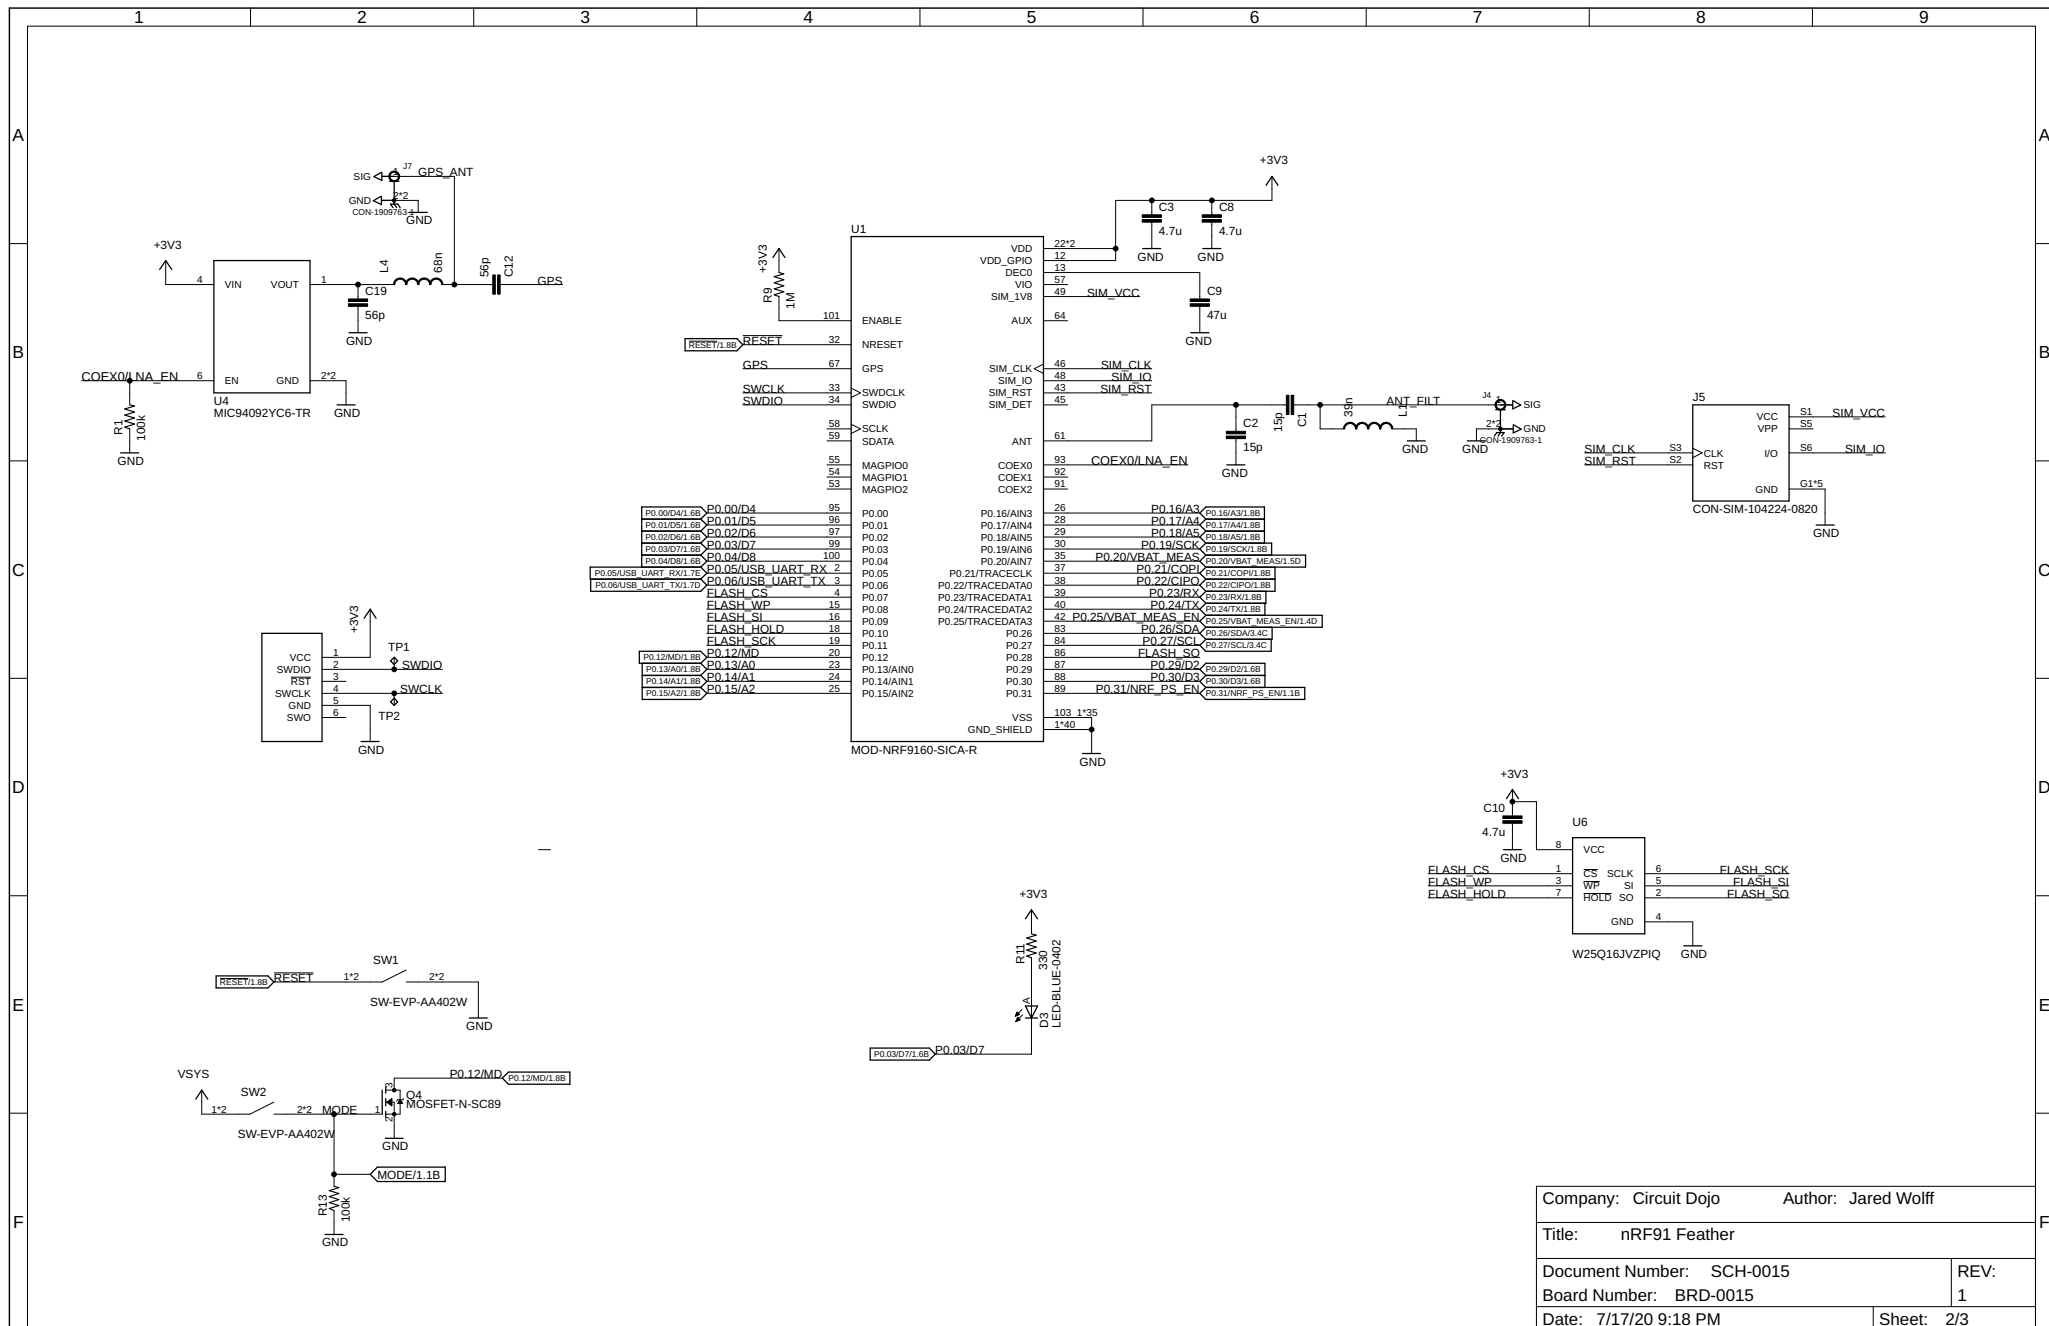 1 2 3 4 5 6 7 8 9
A A
B B
C C
D D
E E
F F
SIG
J7
1
GPS_ANT
GND
2*2
CON-1909763-1
GND
+3V3
4
VIN
VOUT
1
C19
56p
GND
L4
68n
56p
C12
GPS
COEX0/LNA_EN
6
EN
GND
2*2
GND
U4
MIC94092YC6-TR
R1
100k
GND
+3V3
R9
1M
U1
101 ENABLE
RESET/1.8B RESET 32 NRESET
GPS 67 GPS
SWCLK 33 SWDCLK
SWDIO 34 SWDIO
58 SCLK
59 SDATA
55 MAGPIO0
54 MAGPIO1
53 MAGPIO2
P0.00/D4/1.6B P0.00/D4 95 P0.00
P0.01/D5/1.6B P0.01/D5 96 P0.01
P0.02/D6/1.6B P0.02/D6 97 P0.02
P0.03/D7/1.6B P0.03/D7 99 P0.03
P0.04/D8/1.6B P0.04/D8 100 P0.04
P0.05/USB_UART_RX/1.7E P0.05/USB_UART_RX 2 P0.05
P0.06/USB_UART_TX/1.7D P0.06/USB_UART_TX 3 P0.06
FLASH_CS 4 P0.07
FLASH_WP 15 P0.08
FLASH_SI 16 P0.09
FLASH_HOLD 18 P0.10
FLASH_SCK 19 P0.11
P0.12/MD/1.8B P0.12/MD 20 P0.12
P0.13/A0/1.8B P0.13/A0 23 P0.13/AIN0
P0.14/A1/1.8B P0.14/A1 24 P0.14/AIN1
P0.15/A2/1.8B P0.15/A2 25 P0.15/AIN2
VDD 22*2
VDD_GPIO 12
DEC0 13
VIO 57
SIM_1V8 49 SIM_VCC
AUX 64
SIM_CLK 46 SIM_CLK
SIM_IO 48 SIM_IO
SIM_RST 43 SIM_RST
SIM_DET 45
ANT 61
COEX0 93 COEX0/LNA_EN
COEX1 92
COEX2 91
P0.16/AIN3 26 P0.16/A3 P0.16/A3/1.8B
P0.17/AIN4 28 P0.17/A4 P0.17/A4/1.8B
P0.18/AIN5 29 P0.18/A5 P0.18/A5/1.8B
P0.19/AIN6 30 P0.19/SCK P0.19/SCK/1.8B
P0.20/AIN7 35 P0.20/VBAT_MEAS P0.20/VBAT_MEAS/1.5D
P0.21/TRACECLK 37 P0.21/COPI P0.21/COPI/1.8B
P0.22/TRACEDATA0 38 P0.22/CIPO P0.22/CIPO/1.8B
P0.23/TRACEDATA1 39 P0.23/RX P0.23/RX/1.8B
P0.24/TRACEDATA2 40 P0.24/TX P0.24/TX/1.8B
P0.25/TRACEDATA3 42 P0.25/VBAT_MEAS_EN P0.25/VBAT_MEAS_EN/1.4D
P0.26 83 P0.26/SDA P0.26/SDA/3.4C
P0.27 84 P0.27/SCL P0.27/SCL/3.4C
P0.28 86 FLASH_SO
P0.29 87 P0.29/D2 P0.29/D2/1.6B
P0.30 88 P0.30/D3 P0.30/D3/1.6B
P0.31 89 P0.31/NRF_PS_EN P0.31/NRF_PS_EN/1.1B
VSS 103 1*35
GND_SHIELD 1*40
GND
MOD-NRF9160-SICA-R
+3V3
C3
4.7u
GND
C8
4.7u
GND
C9
47u
GND
C2
15p
GND
15p
C1
39n
L1
GND
ANT_FILT
J4
1
SIG
2*2
GND
CON-1909763-1
GND
J5
VCC S1 SIM_VCC
VPP S5
SIM_CLK S3 CLK I/O S6 SIM_IO
SIM_RST S2 RST
GND G1*5
CON-SIM-104224-0820
GND
+3V3
VCC 1
SWDIO 2
RST 3
SWCLK 4
GND 5
SWO 6
TP1
SWDIO
SWCLK
TP2
GND
+3V3
C10
4.7u
GND
U6
8 VCC
FLASH_CS 1 CS SCLK 6 FLASH_SCK
FLASH_WP 3 WP SI 5 FLASH_SI
FLASH_HOLD 7 HOLD SO 2 FLASH_SO
GND 4
W25Q16JVZPIQ
GND
+3V3
R11
330
A
D3
LED-BLUE-0402
P0.03/D7/1.6B P0.03/D7
SW1
RESET/1.8B RESET 1*2 2*2
SW-EVP-AA402W
GND
VSYS
SW2
1*2 2*2 MODE 1
SW-EVP-AA402W
P0.12/MD P0.12/MD/1.8B
3
Q4
MOSFET-N-SC89
2
GND
MODE/1.1B
R13
100k
GND
Company: Circuit Dojo Author: Jared Wolff
Title: nRF91 Feather
Document Number: SCH-0015 REV:
Board Number: BRD-0015 1
Date: 7/17/20 9:18 PM Sheet: 2/3